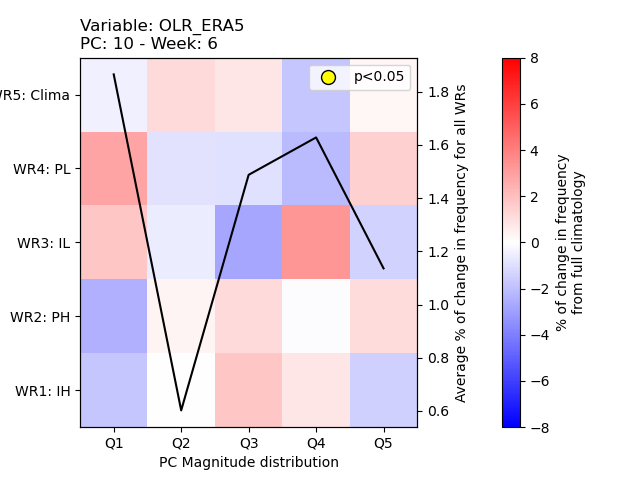 Variable: OLR_ERA5
PC: 10 - Week: 6
p<0.05
WR5: Clima
WR4: PL
WR3: IL
WR2: PH
WR1: IH
Q1 Q2 Q3 Q4 Q5
PC Magnitude distribution
1.8
1.6
1.4
1.2
1.0
0.8
0.6
Average % of change in frequency for all WRs
8
6
4
2
0
−2
−4
−6
−8
% of change in frequency
from full climatology